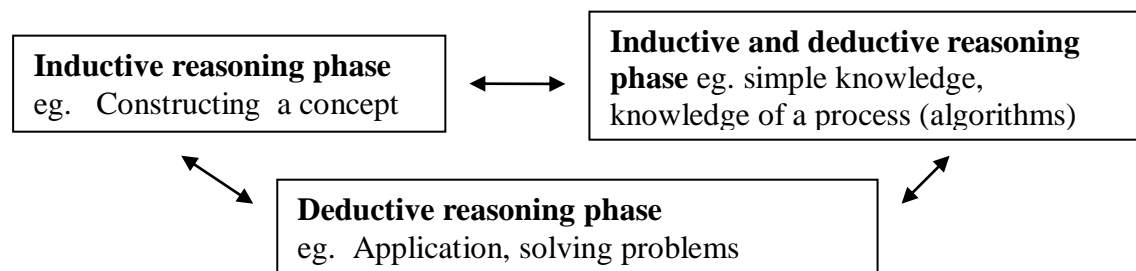 Inductive reasoning phase
eg. Constructing a concept
Inductive and deductive reasoning
phase eg. simple knowledge,
knowledge of a process (algorithms)
Deductive reasoning phase
eg. Application, solving problems